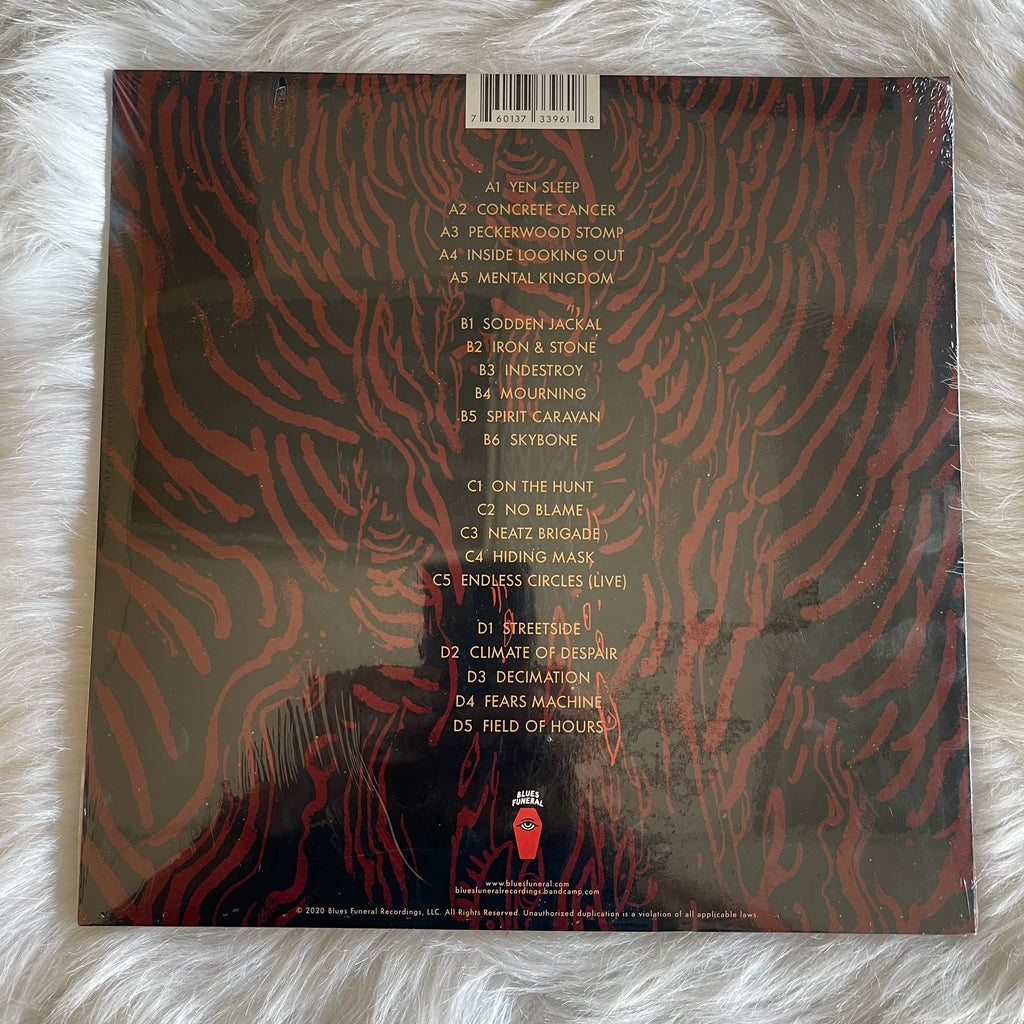 7 60137 33961 8
A1 YEN SLEEP
A2 CONCRETE CANCER
A3 PECKERWOOD STOMP
A4 INSIDE LOOKING OUT
A5 MENTAL KINGDOM
B1 SODDEN JACKAL
B2 IRON & STONE
B3 INDESTROY
B4 MOURNING
B5 SPIRIT CARAVAN
B6 SKYBONE
C1 ON THE HUNT
C2 NO BLAME
C3 NEATZ BRIGADE
C4 HIDING MASK
C5 ENDLESS CIRCLES (LIVE)
D1 STREETSIDE
D2 CLIMATE OF DESPAIR
D3 DECIMATION
D4 FEARS MACHINE
D5 FIELD OF HOURS
BLUES
FUNERAL
www.bluesfuneral.com
bluesfuneralrecordings.bandcamp.com
© 2020 Blues Funeral Recordings, LLC. All Rights Reserved. Unauthorized duplication is a violation of all applicable laws.